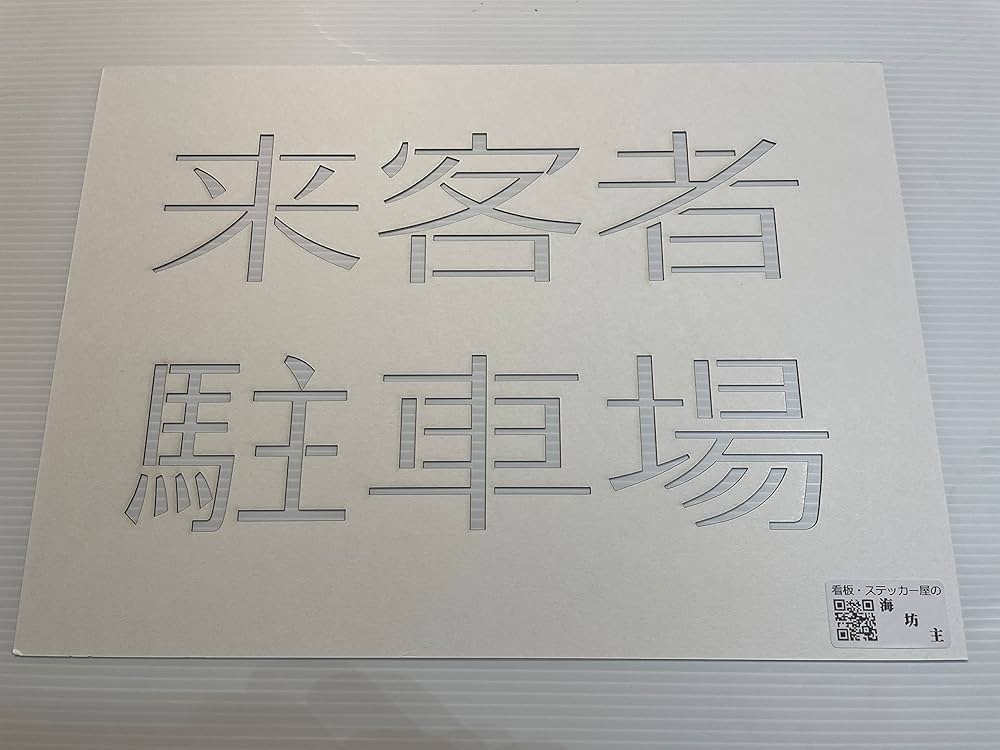 来客者
駐車場
看板・ステッカー屋の
海坊主